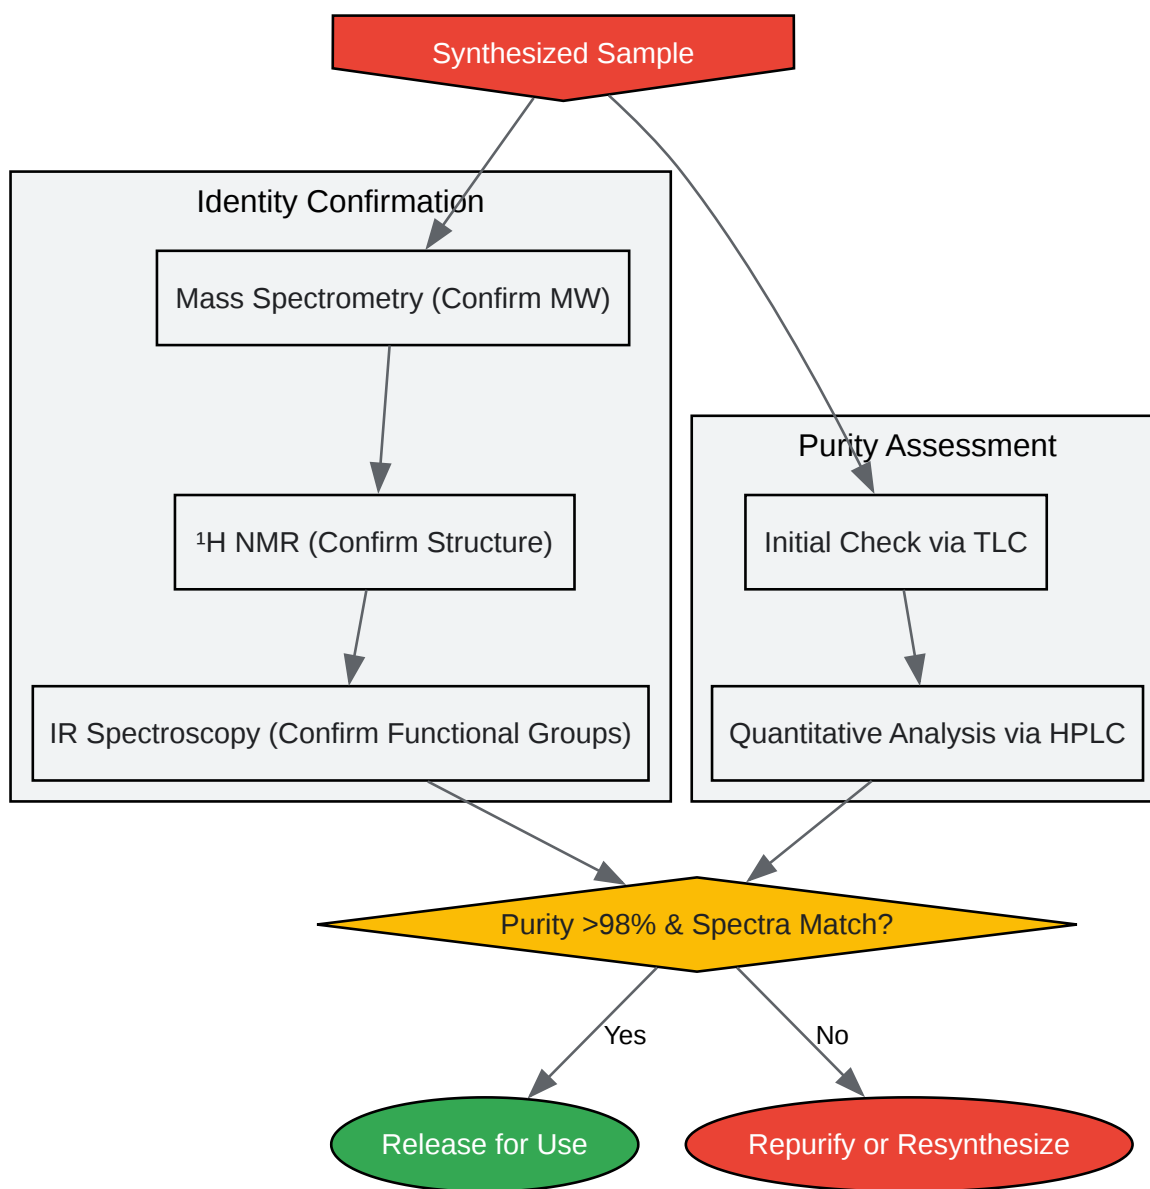 Synthesized Sample
Identity Confirmation
Mass Spectrometry (Confirm MW)
Purity Assessment
¹H NMR (Confirm Structure)
Initial Check via TLC
IR Spectroscopy (Confirm Functional Groups)
Quantitative Analysis via HPLC
Purity >98% & Spectra Match?
Yes
No
Release for Use
Repurify or Resynthesize